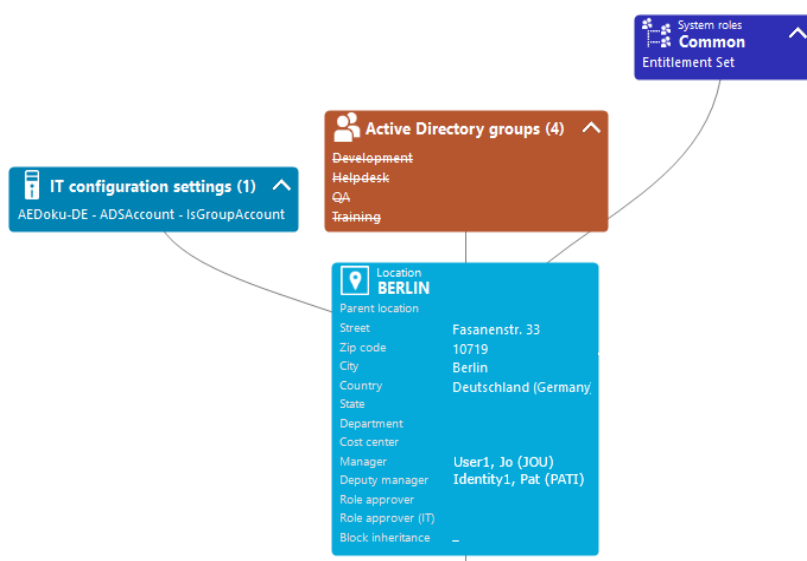 System roles
Common
Entitlement Set
Active Directory groups (4)
Development
Helpdesk
QA
Training
IT configuration settings (1)
AEDoku-DE - ADSAccount - IsGroupAccount
Location
BERLIN
Parent location
Street Fasanenstr. 33
Zip code 10719
City Berlin
Country Deutschland (Germany)
State
Department
Cost center
Manager User1, Jo (JOU)
Deputy manager Identity1, Pat (PATI)
Role approver
Role approver (IT)
Block inheritance _